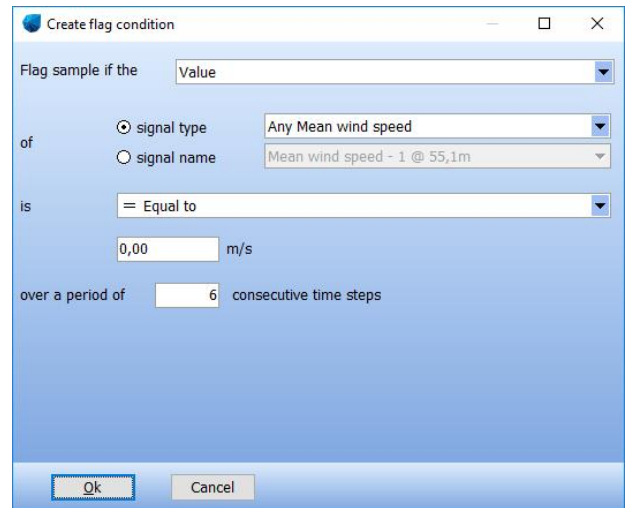 Create flag condition
Flag sample if the Value
of signal type Any Mean wind speed
signal name Mean wind speed - 1 @ 55,1m
is = Equal to
0,00 m/s
over a period of 6 consecutive time steps
Ok Cancel